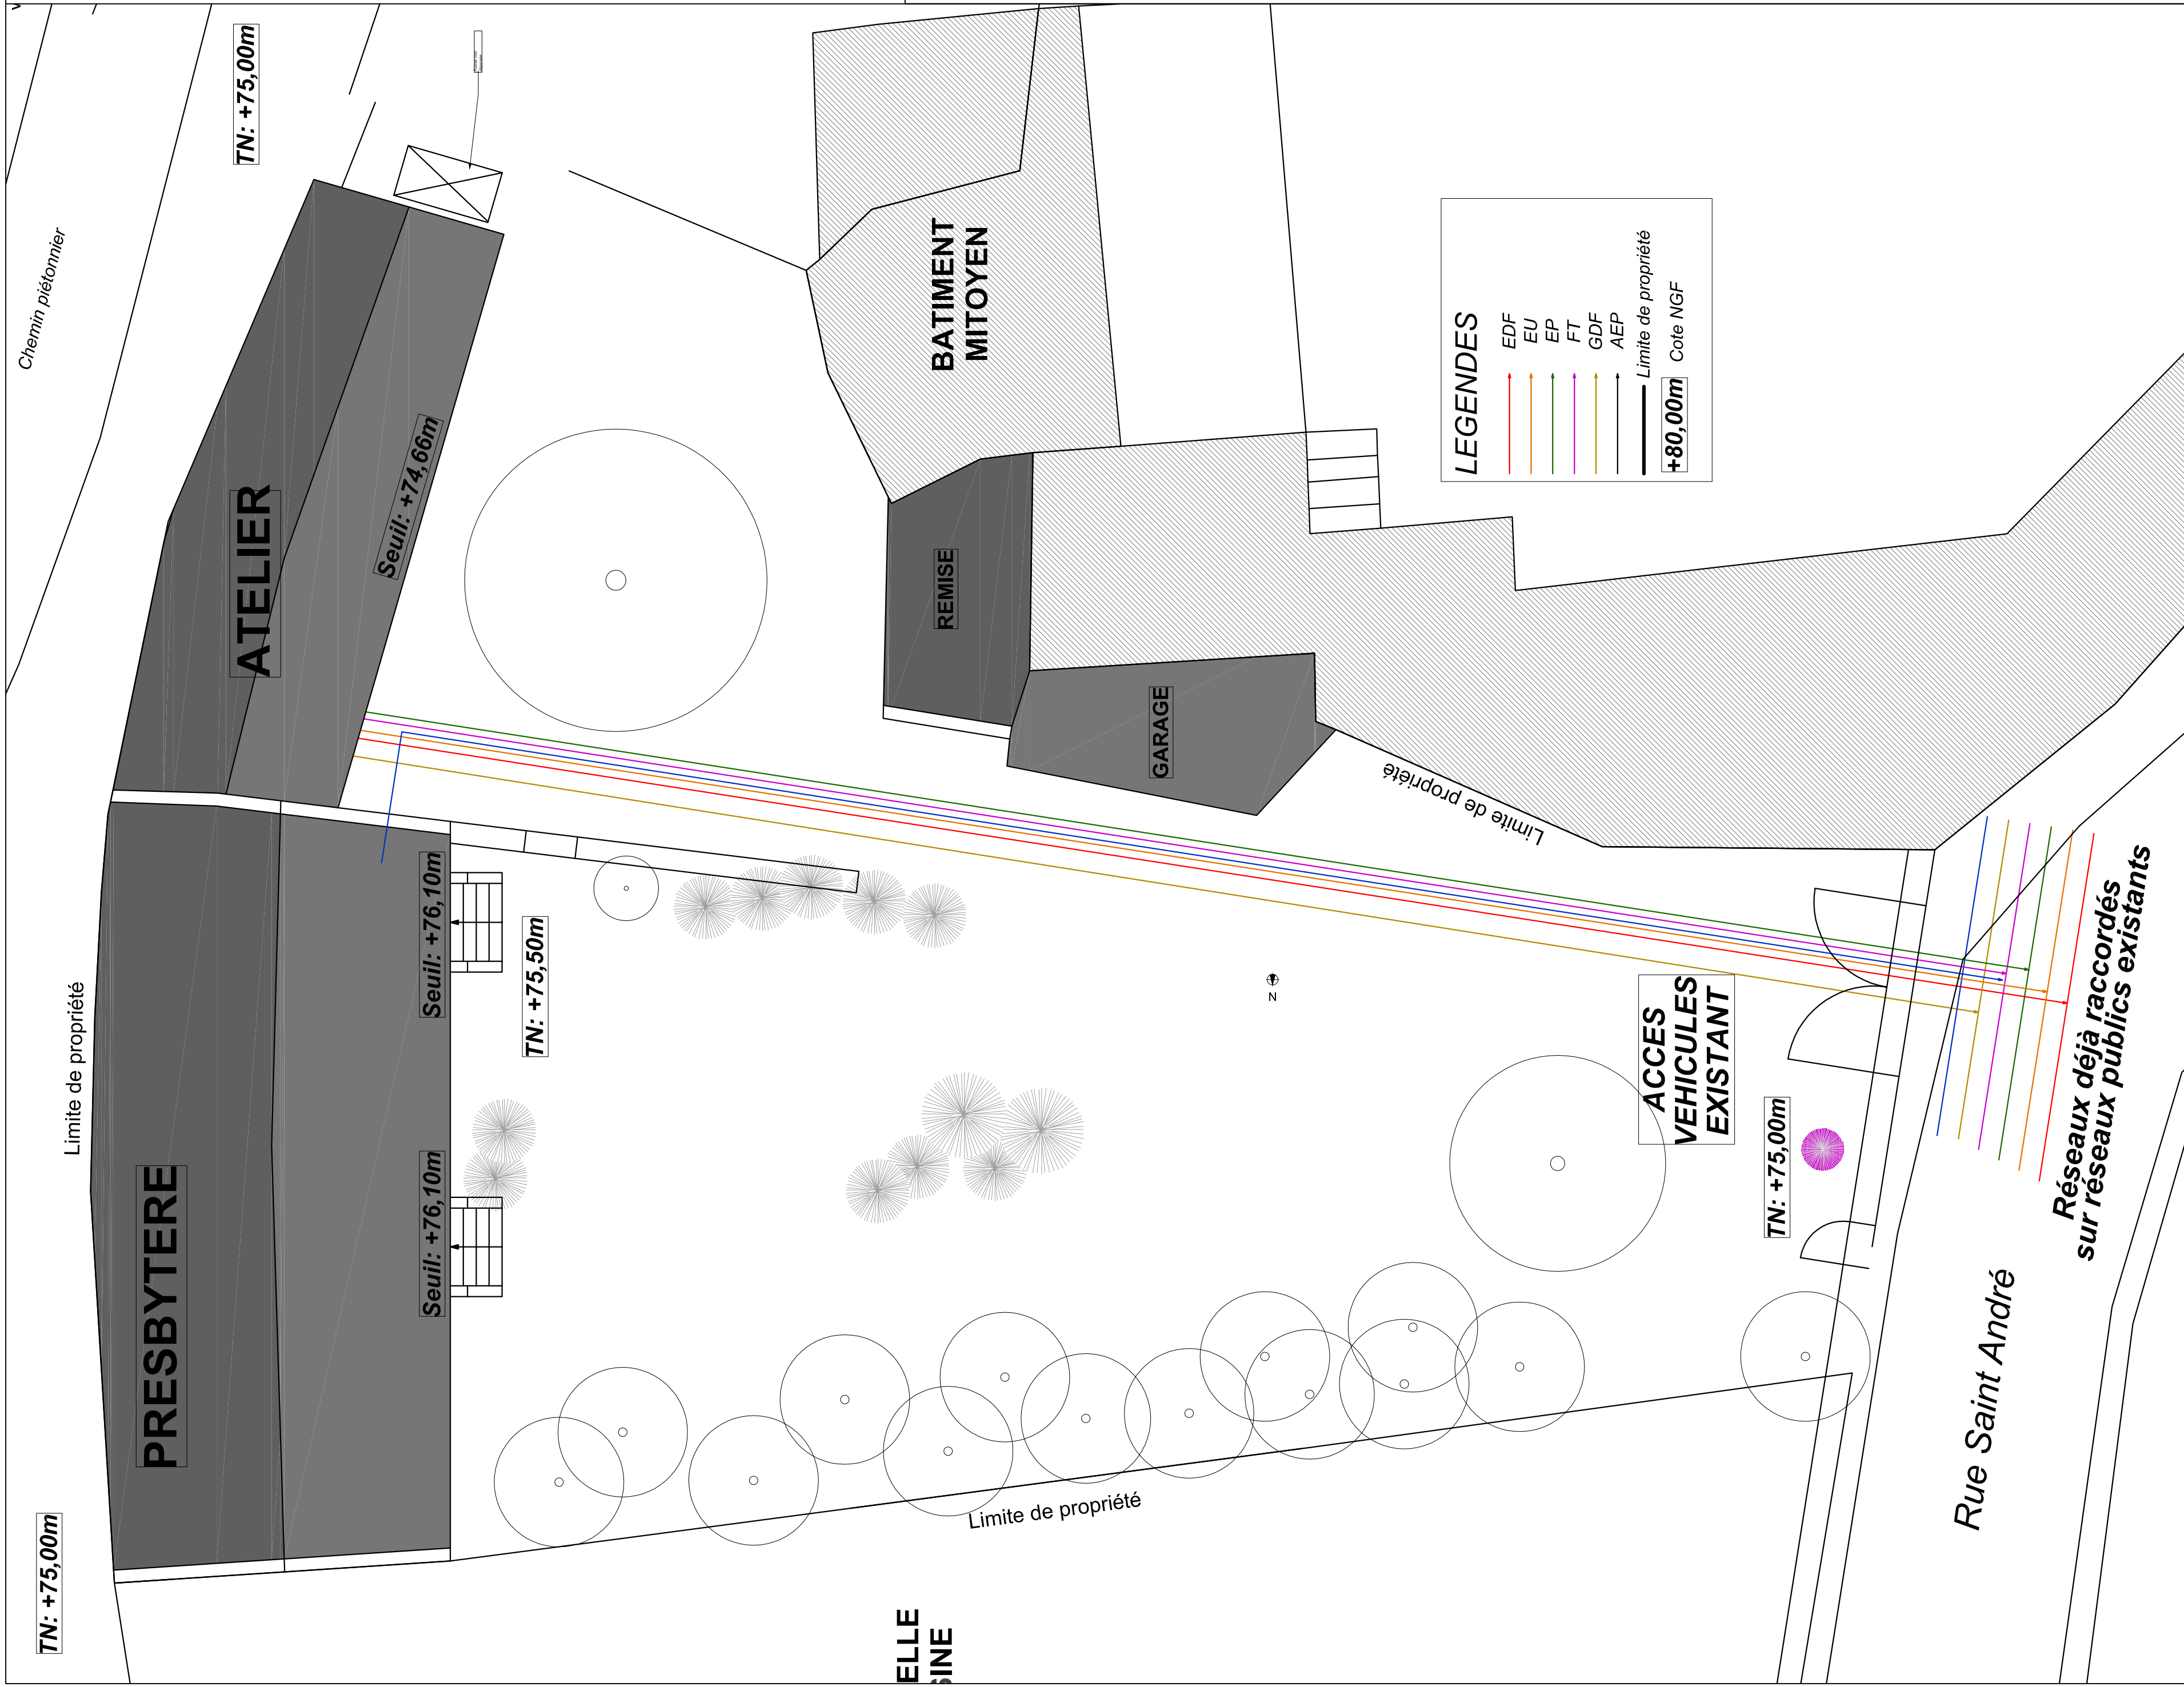 TN: +75,00m
Chemin piétonnier
ATELIER
Seuil: +74,66m
BATIMENT
MITOYEN
REMISE
GARAGE
LEGENDES
EDF
EU
EP
FT
GDF
AEP
Limite de propriété
+80,00m Cote NGF
Limite de propriété
Limite de propriété
PRESBYTERE
Seuil: +76,10m
TN: +75,50m
Seuil: +76,10m
N
ACCES
VEHICULES
EXISTANT
TN: +75,00m
Réseaux déjà raccordés
sur réseaux publics existants
Rue Saint André
Limite de propriété
TN: +75,00m
ELLE
SINE